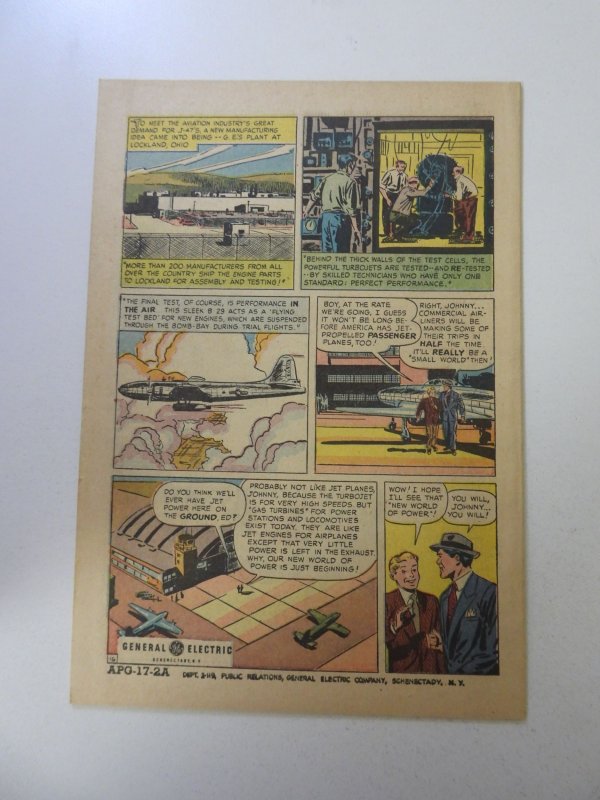 TO MEET THE AVIATION INDUSTRY'S GREAT
DEMAND FOR J-47'S, A NEW MANUFACTURING
IDEA CAME INTO BEING -- G.E'S PLANT AT
LOCKLAND, OHIO
"MORE THAN 200 MANUFACTURERS FROM ALL
OVER THE COUNTRY SHIP THE ENGINE PARTS
TO LOCKLAND FOR ASSEMBLY AND TESTING!"
"BEHIND THE THICK WALLS OF THE TEST CELLS, THE
POWERFUL TURBOJETS ARE TESTED--AND RE-TESTED
--BY SKILLED TECHNICIANS WHO HAVE ONLY ONE
STANDARD: PERFECT PERFORMANCE."
"THE FINAL TEST, OF COURSE, IS PERFORMANCE IN
THE AIR. THIS SLEEK B 29 ACTS AS A 'FLYING
TEST BED' FOR NEW ENGINES, WHICH ARE SUSPENDED
THROUGH THE BOMB-BAY DURING TRIAL FLIGHTS."
BOY, AT THE RATE
WE'RE GOING, I GUESS
IT WON'T BE LONG BE-
FORE AMERICA HAS JET-
PROPELLED PASSENGER
PLANES, TOO!
RIGHT, JOHNNY...
COMMERCIAL AIR-
LINERS WILL BE
MAKING SOME OF
THEIR TRIPS IN
HALF THE TIME.
IT'LL REALLY BE A
"SMALL WORLD" THEN!
DO YOU THINK WE'LL
EVER HAVE JET
POWER HERE ON
THE GROUND, ED?
PROBABLY NOT LIKE JET PLANES,
JOHNNY, BECAUSE THE TURBOJET
IS FOR VERY HIGH SPEEDS. BUT
"GAS TURBINES" FOR POWER
STATIONS AND LOCOMOTIVES
EXIST TODAY. THEY ARE LIKE
JET ENGINES FOR AIRPLANES
EXCEPT THAT VERY LITTLE
POWER IS LEFT IN THE EXHAUST.
WHY, OUR NEW WORLD OF
POWER IS JUST BEGINNING!
WOW! I HOPE
I'LL SEE THAT
"NEW WORLD
OF POWER"!
YOU WILL,
JOHNNY...
YOU WILL!
GENERAL GE ELECTRIC
SCHENECTADY, N.Y.
16
APG-17-2A DEPT. 2-119, PUBLIC RELATIONS, GENERAL ELECTRIC COMPANY, SCHENECTADY, N. Y.